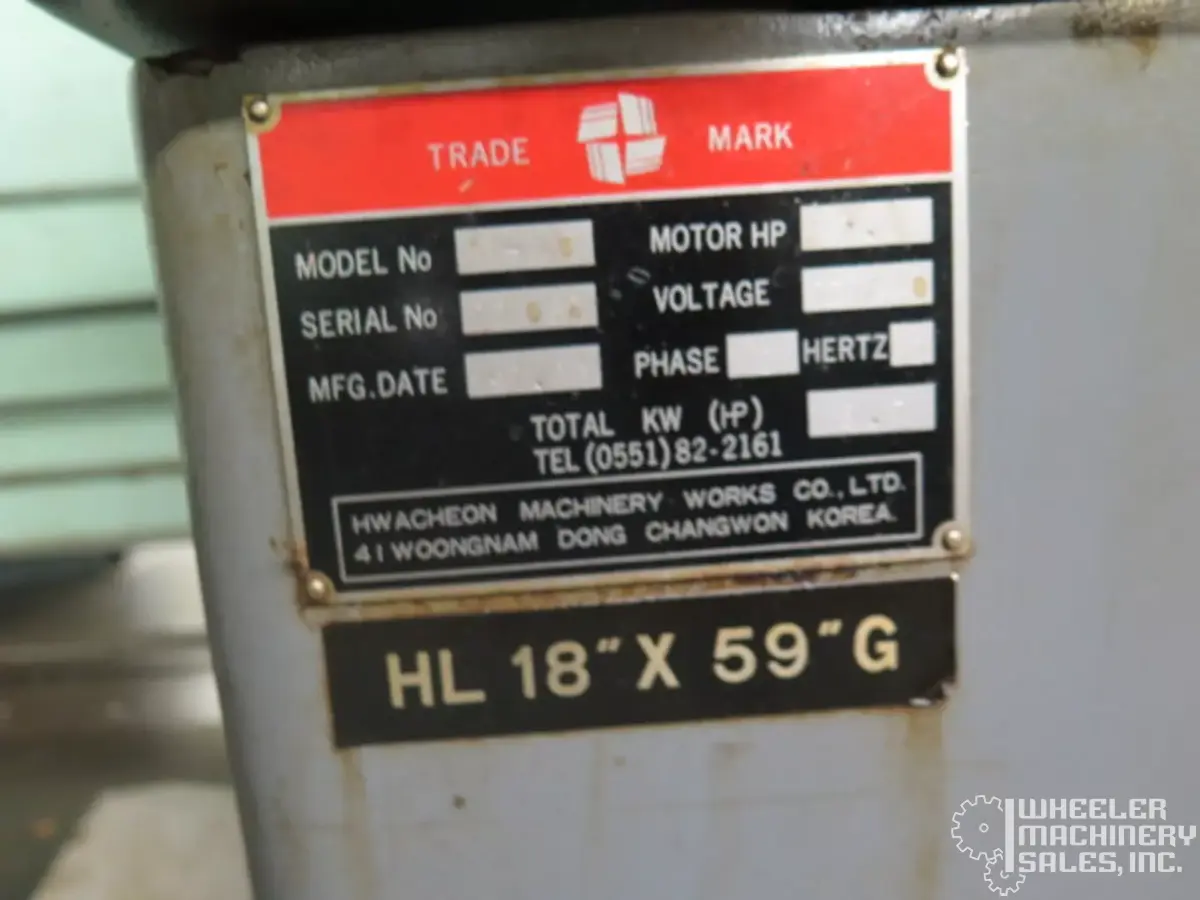 TRADE MARK
MODEL No
MOTOR HP
SERIAL No
VOLTAGE
MFG.DATE
PHASE HERTZ
TOTAL KW (HP)
TEL (0551) 82-2161
HWACHEON MACHINERY WORKS CO., LTD.
41 WOONGNAM DONG CHANGWON KOREA.
HL 18" X 59" G
WHEELER
MACHINERY
SALES, INC.